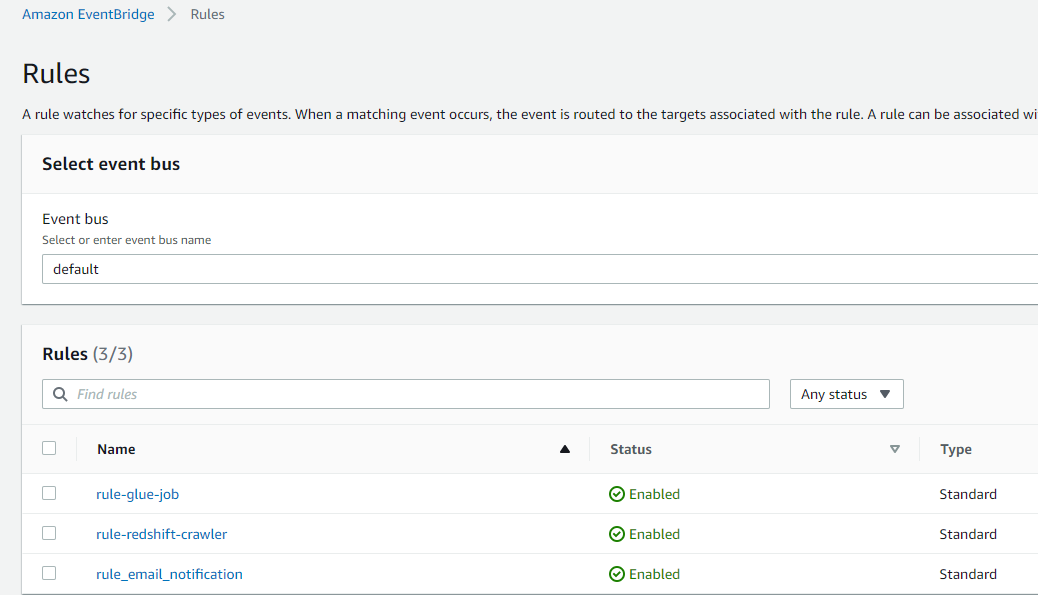 Amazon EventBridge > Rules
Rules
A rule watches for specific types of events. When a matching event occurs, the event is routed to the targets associated with the rule. A rule can be associated
Select event bus
Event bus
Select or enter event bus name
default
Rules (3/3)
Find rules Any status
Name Status Type
rule-glue-job Enabled Standard
rule-redshift-crawler Enabled Standard
rule_email_notification Enabled Standard